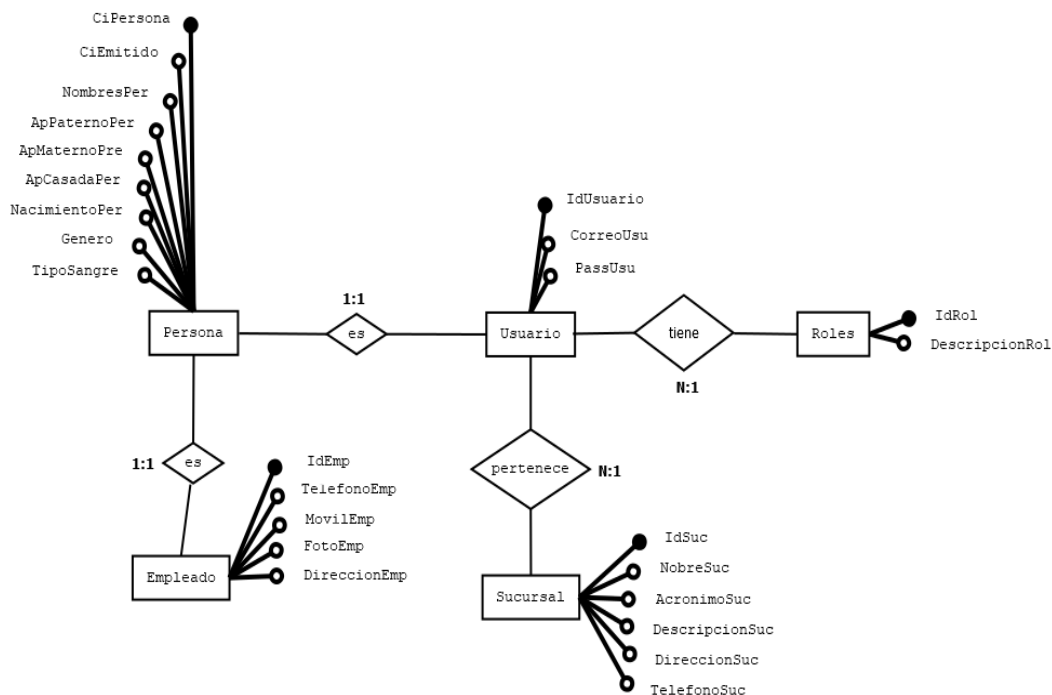 CiPersona
CiEmitido
NombresPer
ApPaternoPer
ApMaternoPre
ApCasadaPer
NacimientoPer
Genero
TipoSangre
Persona
1:1
es
IdUsuario
CorreoUsu
PassUsu
Usuario
tiene
N:1
Roles
IdRol
DescripcionRol
1:1
es
IdEmp
TelefonoEmp
MovilEmp
FotoEmp
DireccionEmp
Empleado
pertenece
N:1
Sucursal
IdSuc
NobreSuc
AcronimoSuc
DescripcionSuc
DireccionSuc
TelefonoSuc